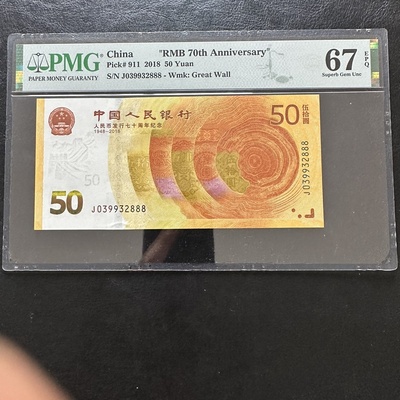 PMG
PAPER MONEY GUARANTY
China "RMB 70th Anniversary"
Pick# 911 2018 50 Yuan
S/N J039932888 - Wmk: Great Wall
67 EPQ
Superb Gem Unc
中国人民银行
人民币发行七十周年纪念
1948-2018
50 伍拾圆
50
50
J039932888
J039932888